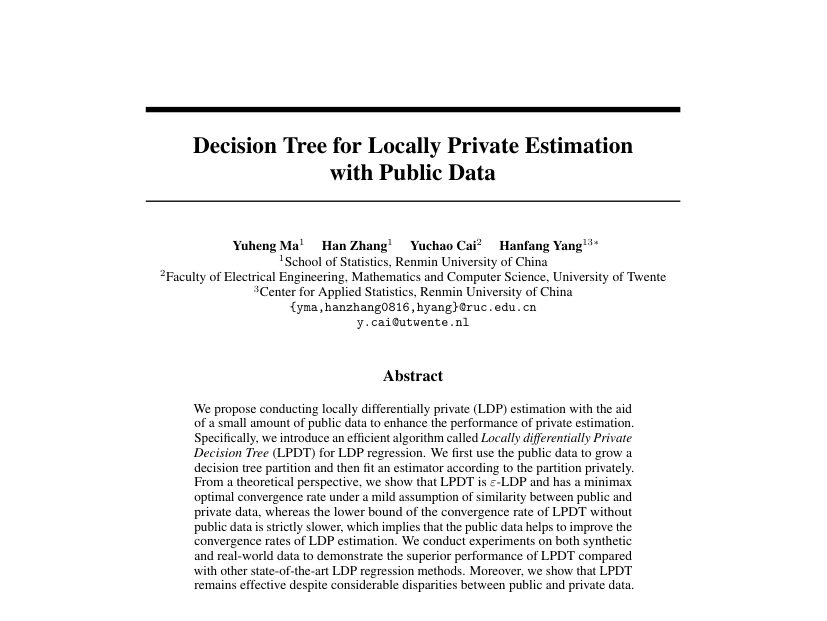 Decision Tree for Locally Private Estimation
with Public Data
Yuheng Ma¹ Han Zhang¹ Yuchao Cai² Hanfang Yang¹³*
¹School of Statistics, Renmin University of China
²Faculty of Electrical Engineering, Mathematics and Computer Science, University of Twente
³Center for Applied Statistics, Renmin University of China
{yma,hanzhang0816,hyang}@ruc.edu.cn
y.cai@utwente.nl
Abstract
We propose conducting locally differentially private (LDP) estimation with the aid
of a small amount of public data to enhance the performance of private estimation.
Specifically, we introduce an efficient algorithm called Locally differentially Private
Decision Tree (LPDT) for LDP regression. We first use the public data to grow a
decision tree partition and then fit an estimator according to the partition privately.
From a theoretical perspective, we show that LPDT is ε-LDP and has a minimax
optimal convergence rate under a mild assumption of similarity between public and
private data, whereas the lower bound of the convergence rate of LPDT without
public data is strictly slower, which implies that the public data helps to improve the
convergence rates of LDP estimation. We conduct experiments on both synthetic
and real-world data to demonstrate the superior performance of LPDT compared
with other state-of-the-art LDP regression methods. Moreover, we show that LPDT
remains effective despite considerable disparities between public and private data.